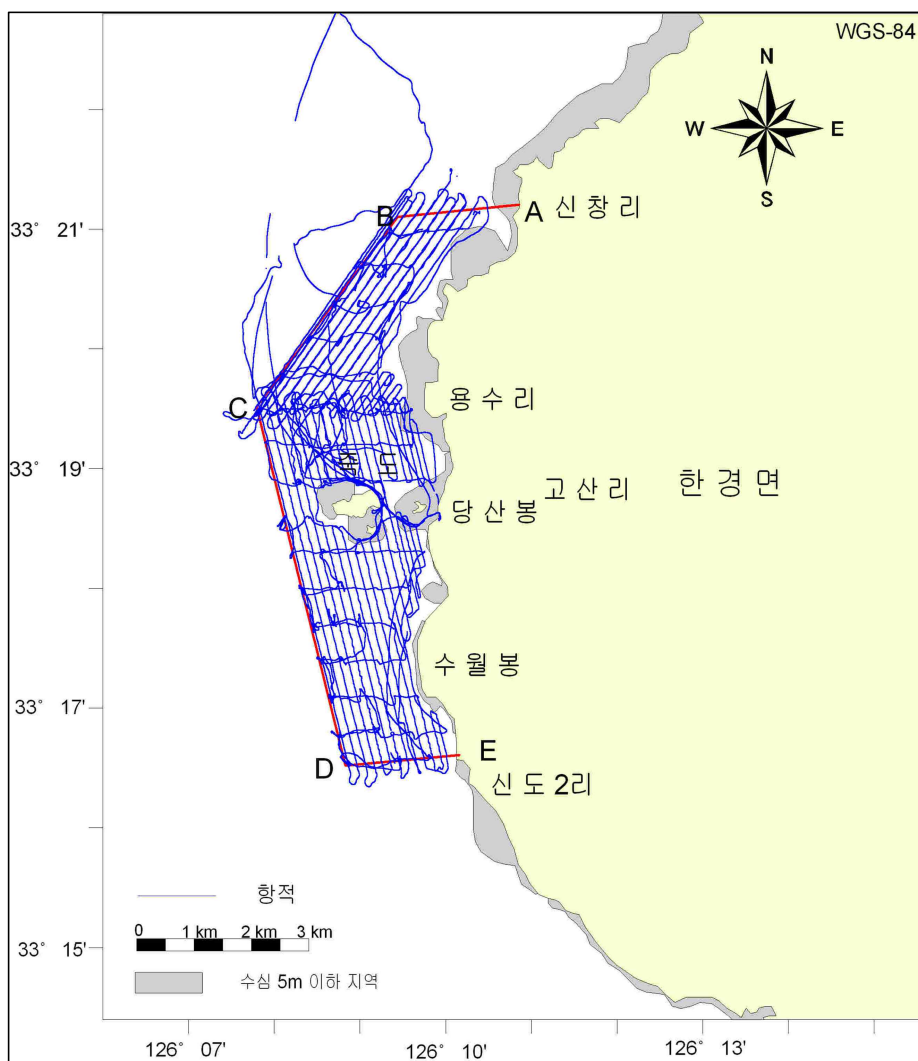 WGS-84
N
W E
S
B A 신 창 리
33° 21'
C 용 수 리
33° 19'
고 산 리 한 경 면
당 산 봉
수 월 봉
33° 17'
D E
신 도 2리
항적
0 1 km 2 km 3 km
33° 15'
수심 5m 이하 지역
126° 07' 126° 10' 126° 13'